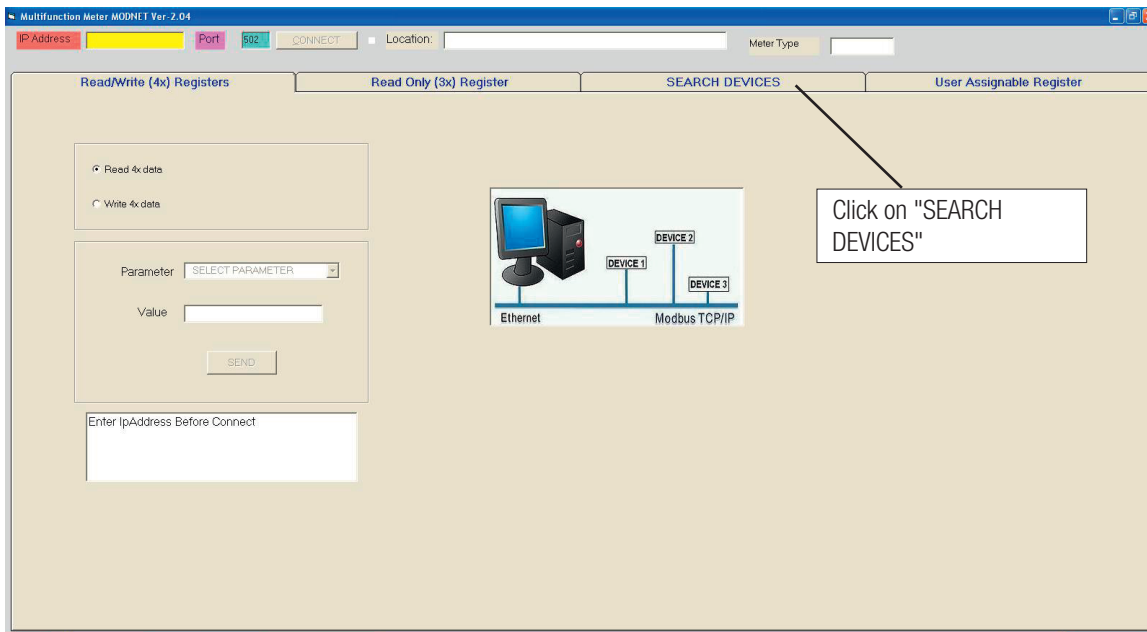 Multifunction Meter MODNET Ver-2.04
IP Address Port 502 CONNECT Location: Meter Type
Read/Write (4x) Registers Read Only (3x) Register SEARCH DEVICES User Assignable Register
Read 4x data
Write 4x data
Click on "SEARCH
DEVICES"
DEVICE 2
DEVICE 1
DEVICE 3
Ethernet Modbus TCP/IP
Parameter SELECT PARAMETER
Value
SEND
Enter IpAddress Before Connect